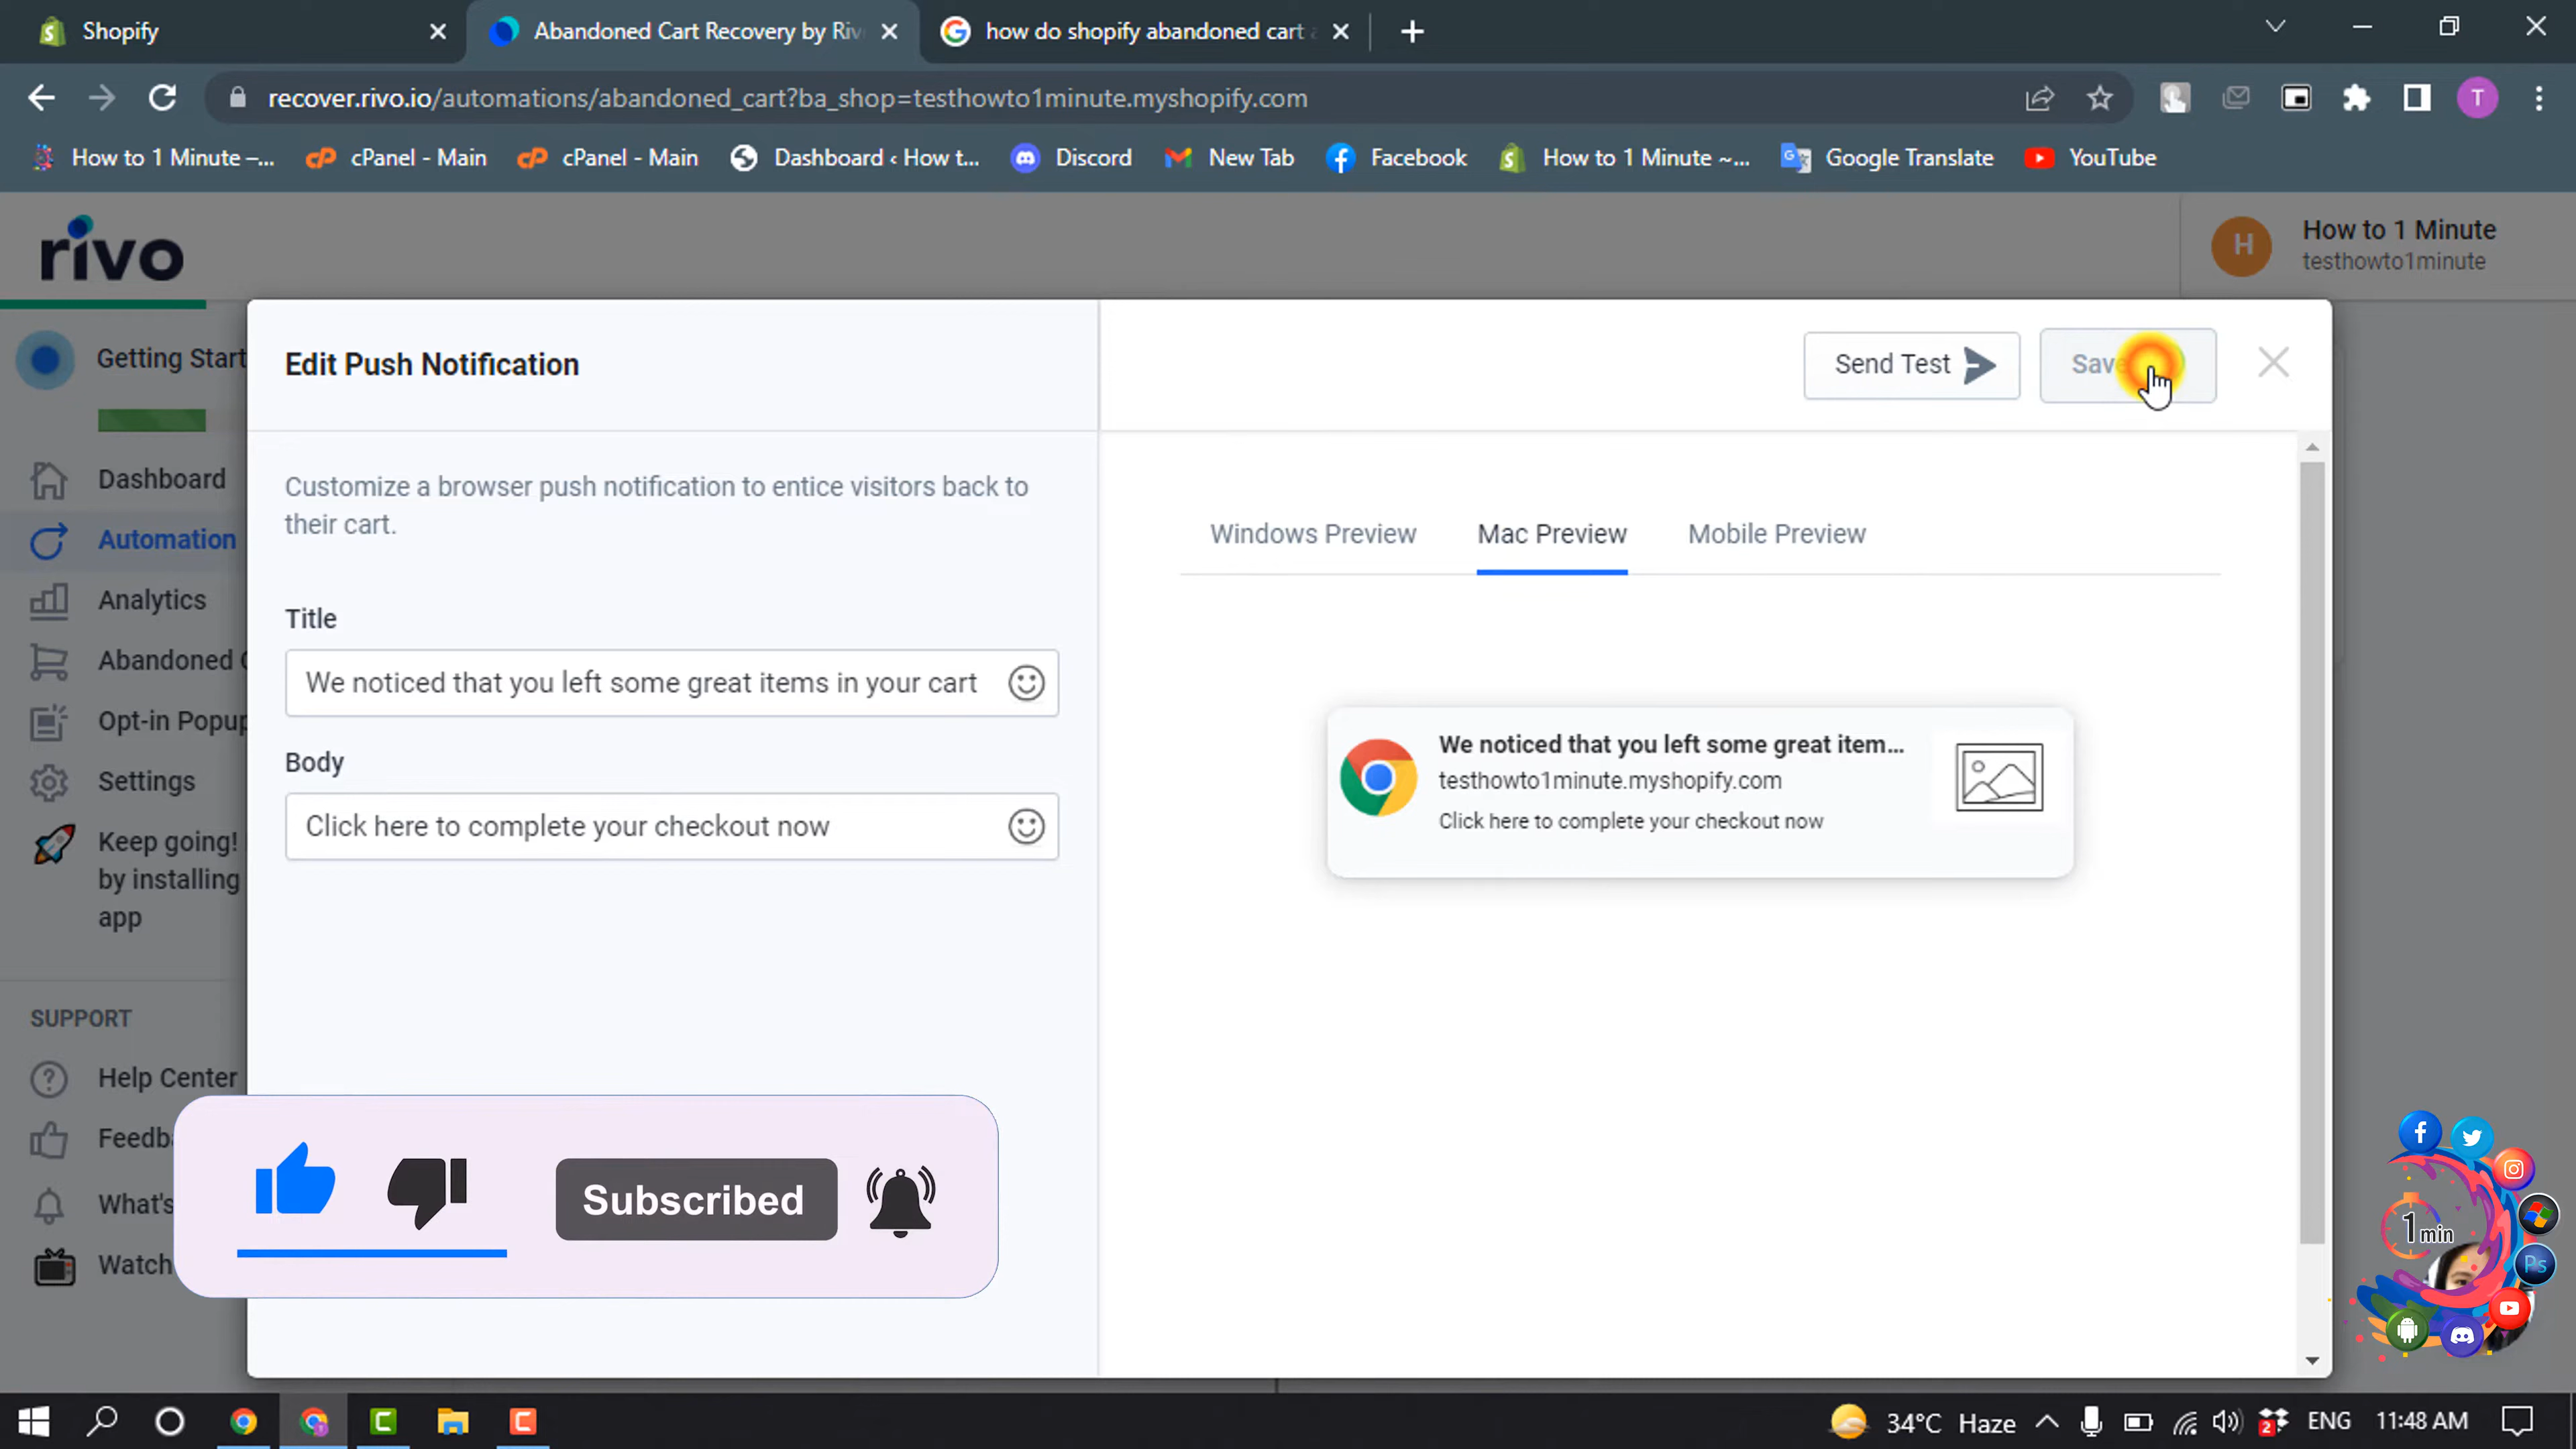 Shopify
Abandoned Cart Recovery by Riv
how do shopify abandoned cart a
recover.rivo.io/automations/abandoned_cart?ba_shop=testhowto1minute.myshopify.com
T
How to 1 Minute –...
cPanel - Main
cPanel - Main
Dashboard ‹ How t...
Discord
New Tab
Facebook
How to 1 Minute ~...
Google Translate
YouTube
rivo
H
How to 1 Minute
testhowto1minute
Getting Start
Dashboard
Automation
Analytics
Abandoned C
Opt-in Popup
Settings
Keep going!
by installing
app
SUPPORT
Help Center
Feedba
What's
Watch
Edit Push Notification
Send Test
Save
Customize a browser push notification to entice visitors back to
their cart.
Title
We noticed that you left some great items in your cart
Body
Click here to complete your checkout now
Windows Preview
Mac Preview
Mobile Preview
We noticed that you left some great item...
testhowto1minute.myshopify.com
Click here to complete your checkout now
Subscribed
1 min
Ps
34°C Haze
2
ENG
11:48 AM